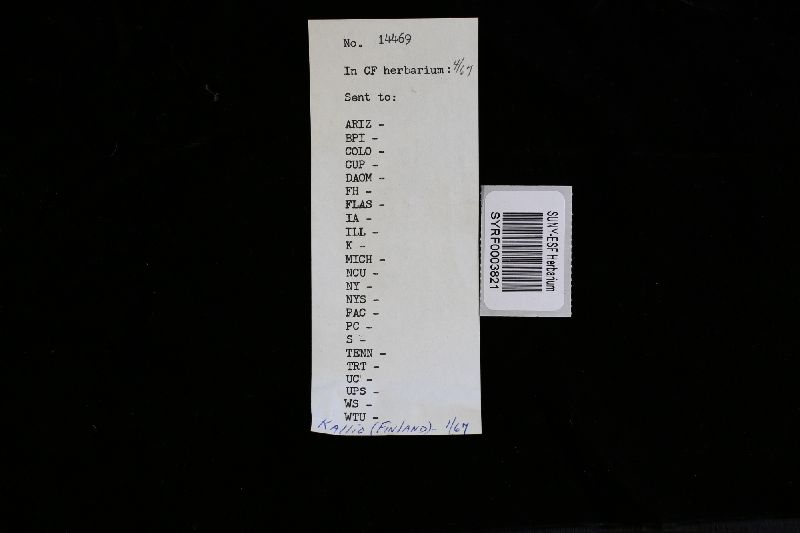 No. 14469
In CF herbarium: 4/67
Sent to:
ARIZ -
BPI -
COLO -
CUP -
DAOM -
FH -
FLAS -
IA -
ILL -
K -
MICH -
NCU -
NY -
NYS -
PAC -
PC -
S -
TENN -
TRT -
UC -
UPS -
WS -
WTU -
Kallio (FINLAND) - 1/67
SUNY-ESF Herbarium
SYRF0003821